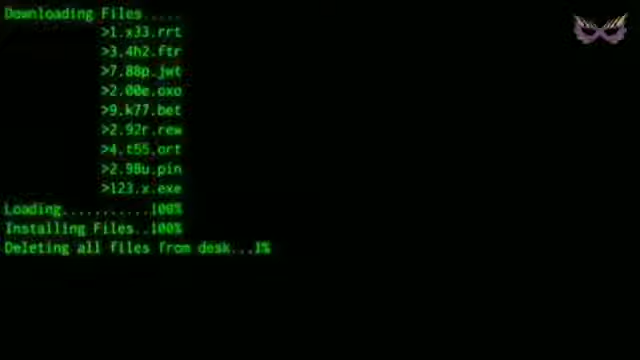 Downloading Files.....
>1.x33.rrt
>3.4h2.ftr
>7.88p.jwt
>2.00e.oxo
>9.k77.bet
>2.92r.rew
>4.t55.ort
>2.98u.pin
>123.x.exe
Loading...........100%
Installing Files..100%
Deleting all files from desk...1%